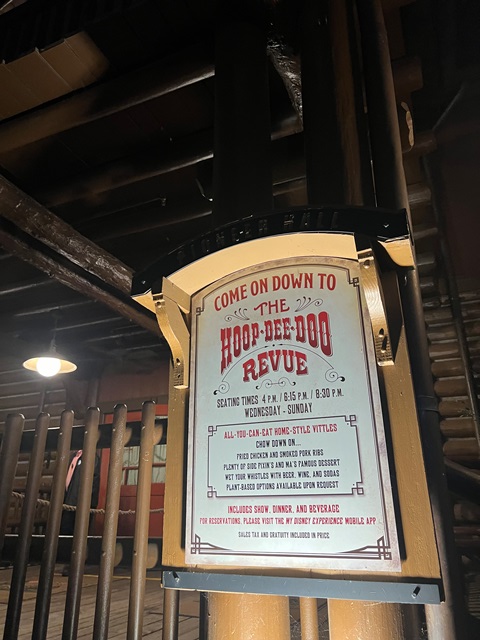 COME ON DOWN TO
THE
HOOP-DEE-DOO
REVUE
SEATING TIMES 4 P.M. / 6:15 P.M. / 8:30 P.M.
WEDNESDAY - SUNDAY
ALL-YOU-CAN-EAT HOME-STYLE VITTLES
CHOW DOWN ON...
FRIED CHICKEN AND SMOKED PORK RIBS
PLENTY OF SIDE FIXIN'S AND MA'S FAMOUS DESSERT
WET YOUR WHISTLES WITH BEER, WINE, AND SODAS
PLANT-BASED OPTIONS AVAILABLE UPON REQUEST
INCLUDES SHOW, DINNER, AND BEVERAGE
FOR RESERVATIONS, PLEASE VISIT THE MY DISNEY EXPERIENCE MOBILE APP
SALES TAX AND GRATUITY INCLUDED IN PRICE